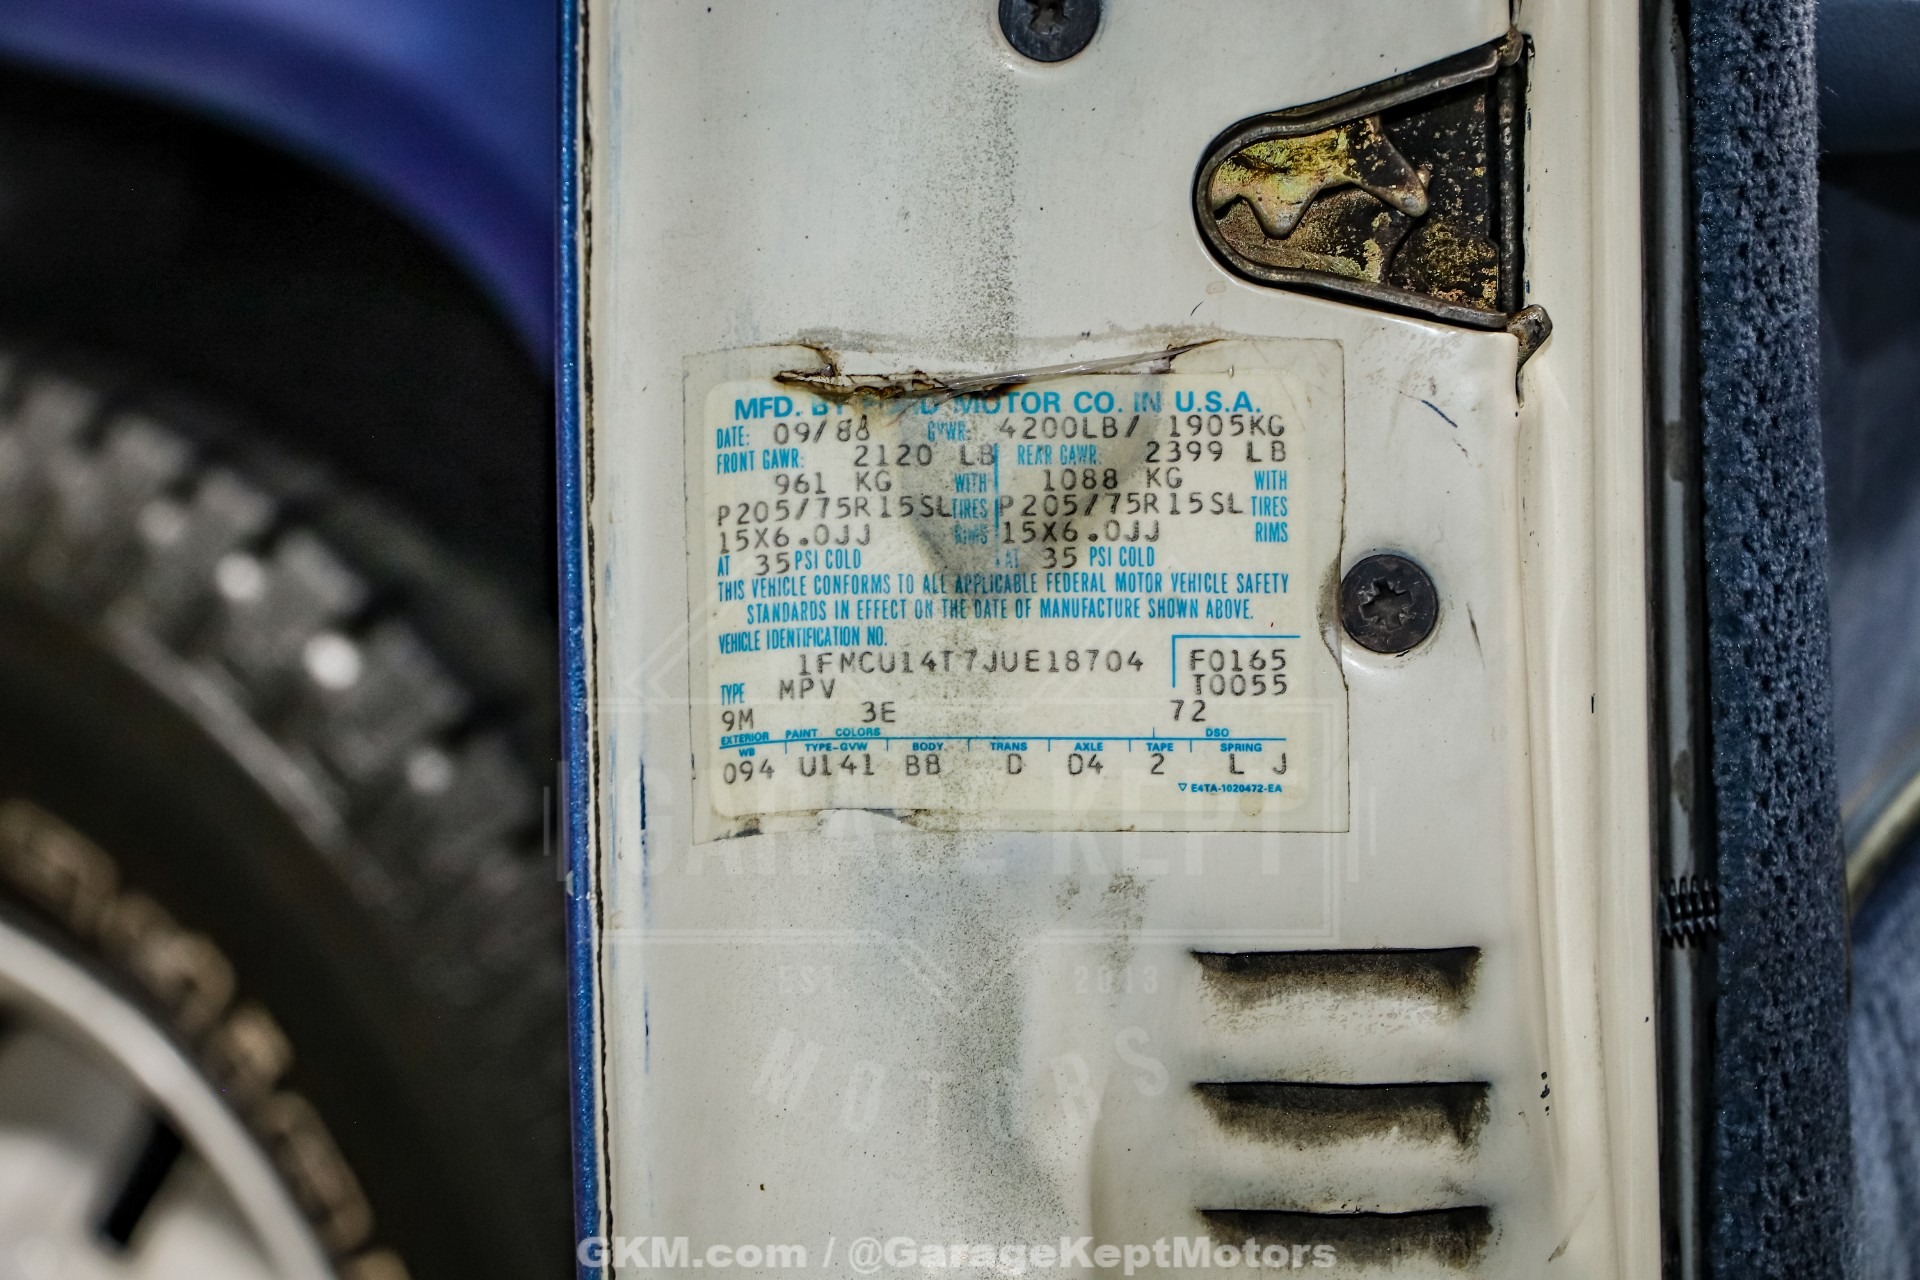 MFD. BY FORD MOTOR CO. IN U.S.A.
DATE: 09/88 GVWR: 4200LB/ 1905KG
FRONT GAWR: 2120 LB REAR GAWR: 2399 LB
961 KG WITH 1088 KG WITH
P205/75R15SL TIRES P205/75R15SL TIRES
15X6.0JJ RIMS 15X6.0JJ RIMS
AT 35 PSI COLD AT 35 PSI COLD
THIS VEHICLE CONFORMS TO ALL APPLICABLE FEDERAL MOTOR VEHICLE SAFETY
STANDARDS IN EFFECT ON THE DATE OF MANUFACTURE SHOWN ABOVE.
VEHICLE IDENTIFICATION NO.
1FMCU14T7JUE18704 F0165
TYPE MPV T0055
9M 3E 72
EXTERIOR PAINT COLORS DSO
WB TYPE-GVW BODY TRANS AXLE TAPE SPRING
094 U141 BB D D4 2 L J
▽ E4TA-1020472-EA
GARAGE KEPT
EST 2013
MOTORS
GKM.com / @GarageKeptMotors